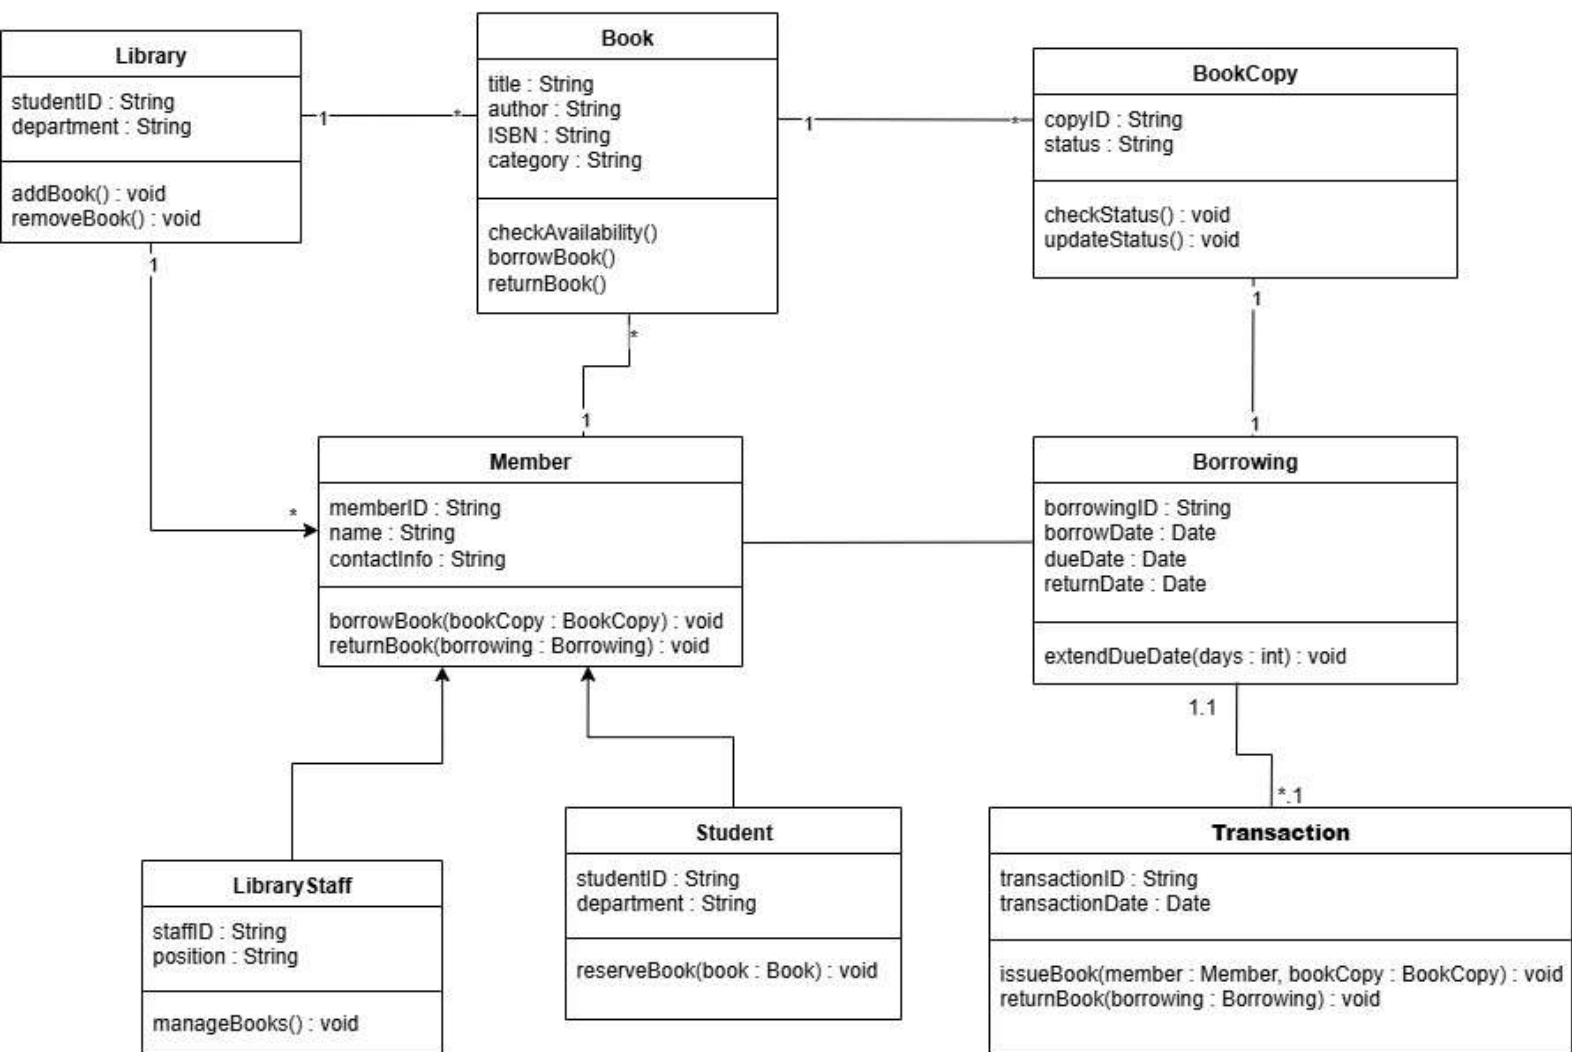 Library
studentID : String
department : String
addBook() : void
removeBook() : void
1
*
Book
title : String
author : String
ISBN : String
category : String
checkAvailability()
borrowBook()
returnBook()
1
*
BookCopy
copyID : String
status : String
checkStatus() : void
updateStatus() : void
1
*
1
1
1
*
Member
memberID : String
name : String
contactInfo : String
borrowBook(bookCopy : BookCopy) : void
returnBook(borrowing : Borrowing) : void
Borrowing
borrowingID : String
borrowDate : Date
dueDate : Date
returnDate : Date
extendDueDate(days : int) : void
1.1
*.1
LibraryStaff
staffID : String
position : String
manageBooks() : void
Student
studentID : String
department : String
reserveBook(book : Book) : void
Transaction
transactionID : String
transactionDate : Date
issueBook(member : Member, bookCopy : BookCopy) : void
returnBook(borrowing : Borrowing) : void